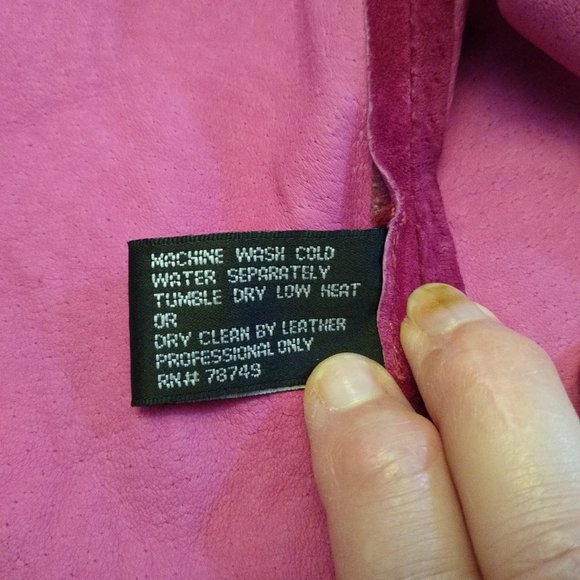 MACHINE WASH COLD
WATER SEPARATELY
TUMBLE DRY LOW HEAT
OR
DRY CLEAN BY LEATHER
PROFESSIONAL ONLY
RN# 78749